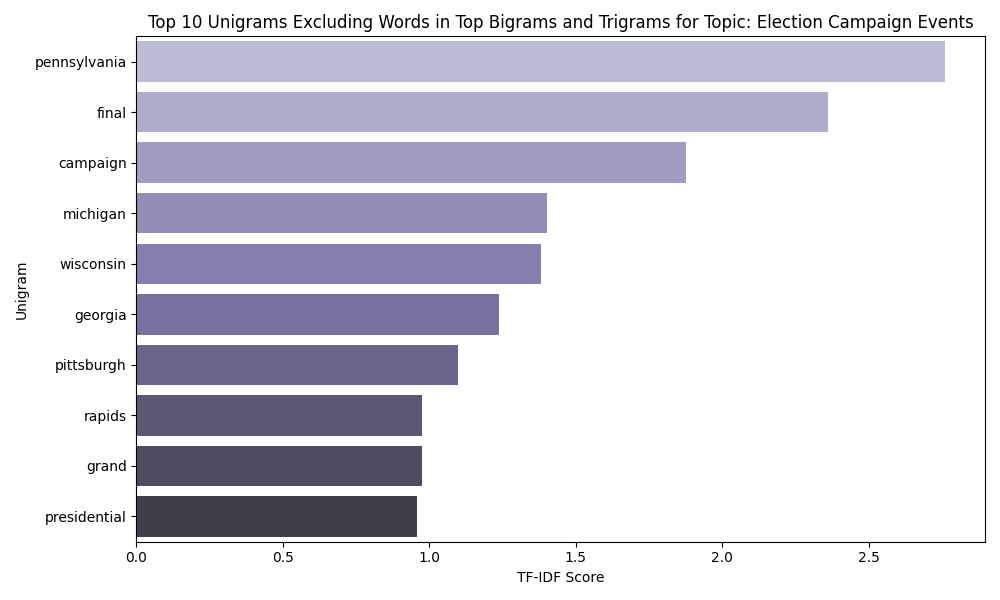 Top 10 Unigrams Excluding Words in Top Bigrams and Trigrams for Topic: Election Campaign Events
Unigram
pennsylvania
final
campaign
michigan
wisconsin
georgia
pittsburgh
rapids
grand
presidential
0.0 0.5 1.0 1.5 2.0 2.5
TF-IDF Score